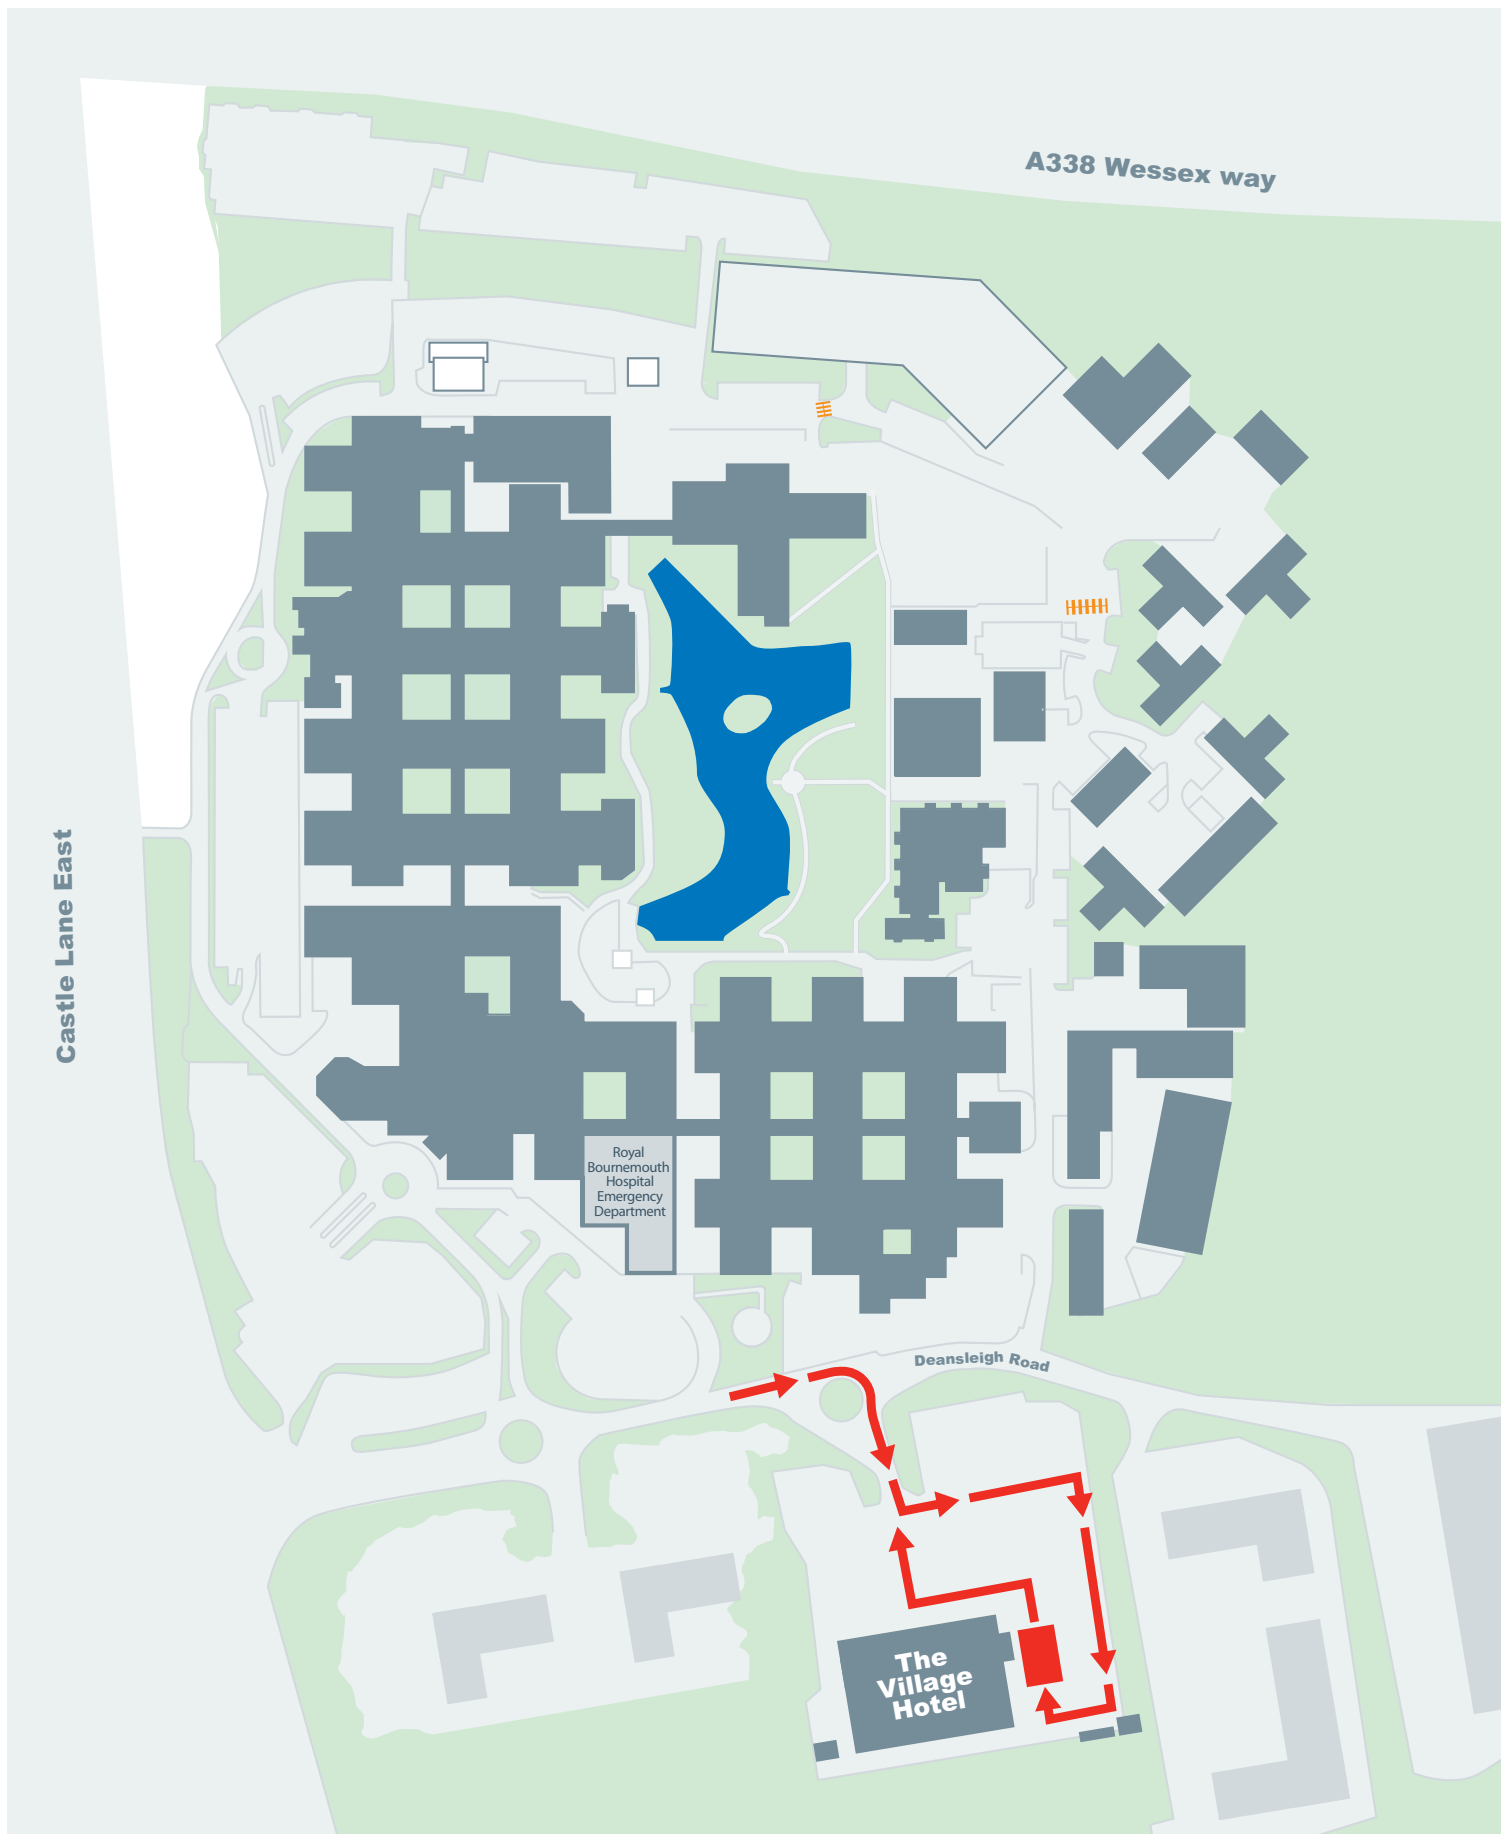 A338 Wessex way
Castle Lane East
Royal
Bournemouth
Hospital
Emergency
Department
Deansleigh Road
The
Village
Hotel